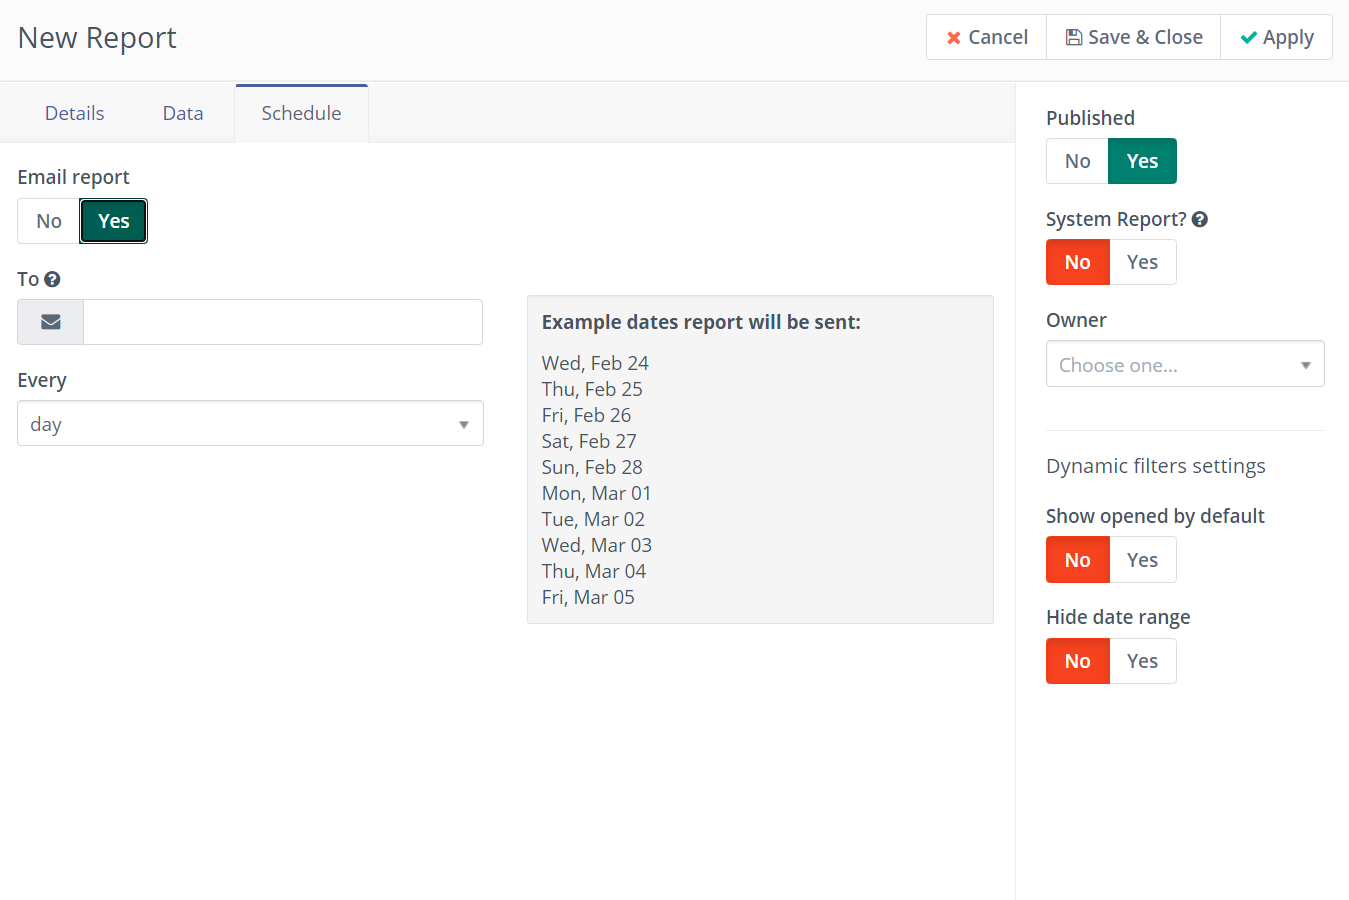 New Report
Cancel
Save & Close
Apply
Details
Data
Schedule
Email report
No
Yes
To
Every
day
Example dates report will be sent:
Wed, Feb 24
Thu, Feb 25
Fri, Feb 26
Sat, Feb 27
Sun, Feb 28
Mon, Mar 01
Tue, Mar 02
Wed, Mar 03
Thu, Mar 04
Fri, Mar 05
Published
No
Yes
System Report?
No
Yes
Owner
Choose one...
Dynamic filters settings
Show opened by default
No
Yes
Hide date range
No
Yes